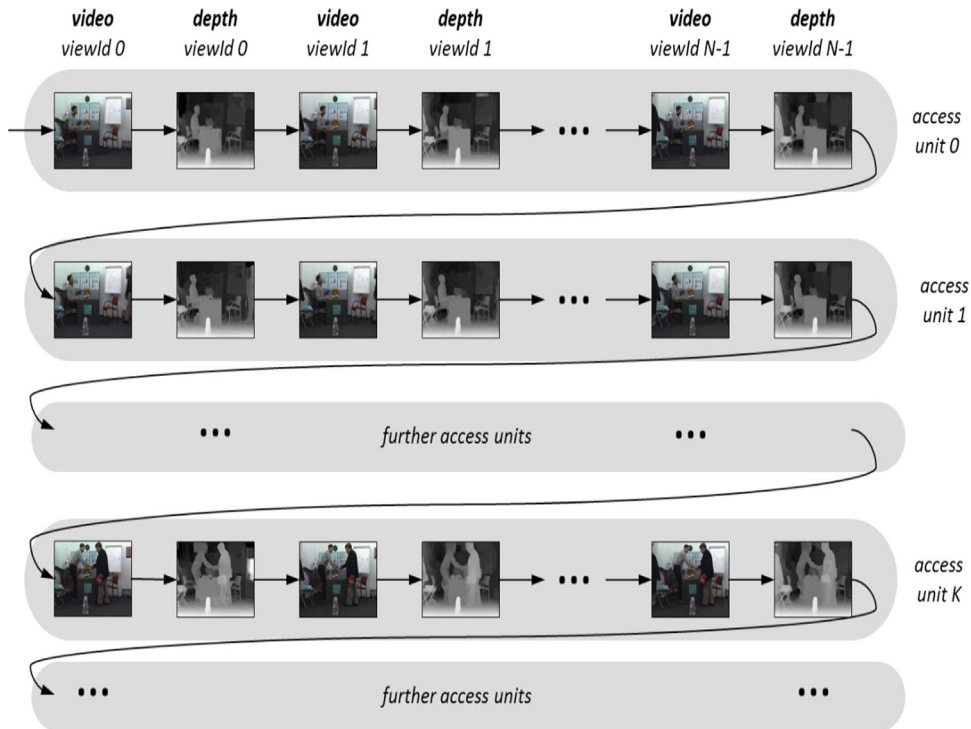 video depth video depth video depth
viewId 0 viewId 0 viewId 1 viewId 1 viewId N-1 viewId N-1
access
unit 0
access
unit 1
further access units
access
unit K
further access units